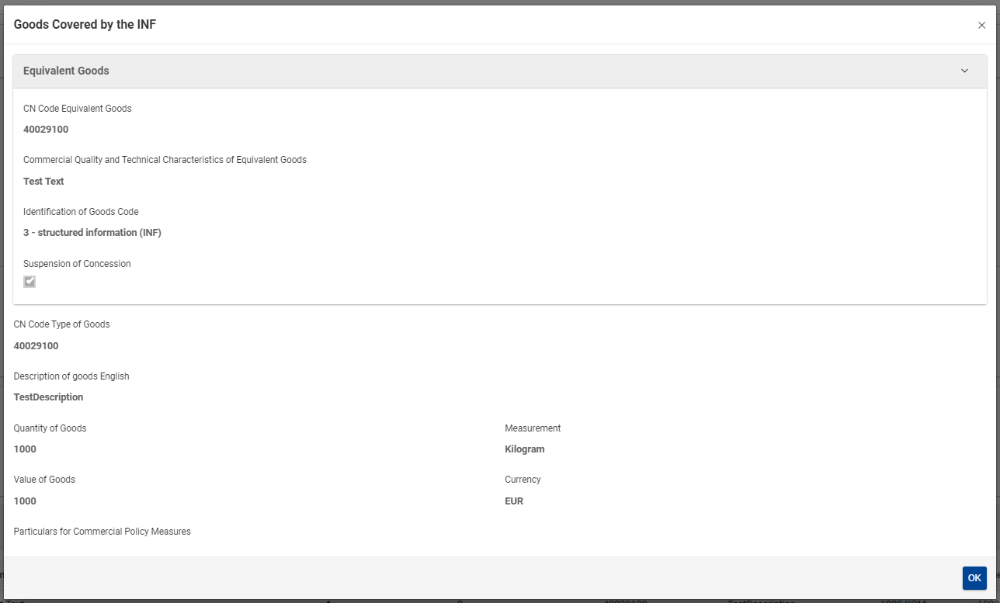 Goods Covered by the INF
Equivalent Goods
CN Code Equivalent Goods
40029100
Commercial Quality and Technical Characteristics of Equivalent Goods
Test Text
Identification of Goods Code
3 - structured information (INF)
Suspension of Concession
CN Code Type of Goods
40029100
Description of goods English
TestDescription
Quantity of Goods Measurement
1000 Kilogram
Value of Goods Currency
1000 EUR
Particulars for Commercial Policy Measures
OK